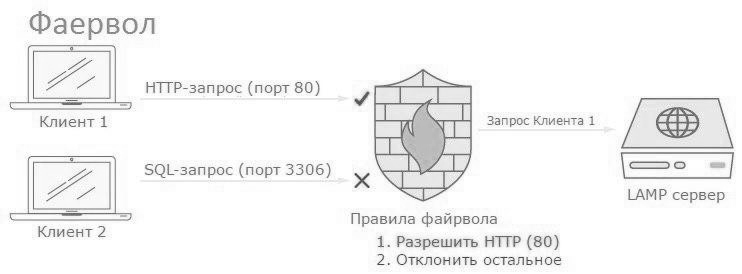 Фаервол
HTTP-запрос (порт 80)
Клиент 1
Запрос Клиента 1
SQL-запрос (порт 3306)
Клиент 2
LAMP сервер
Правила файрвола
1. Разрешить HTTP (80)
2. Отклонить остальное